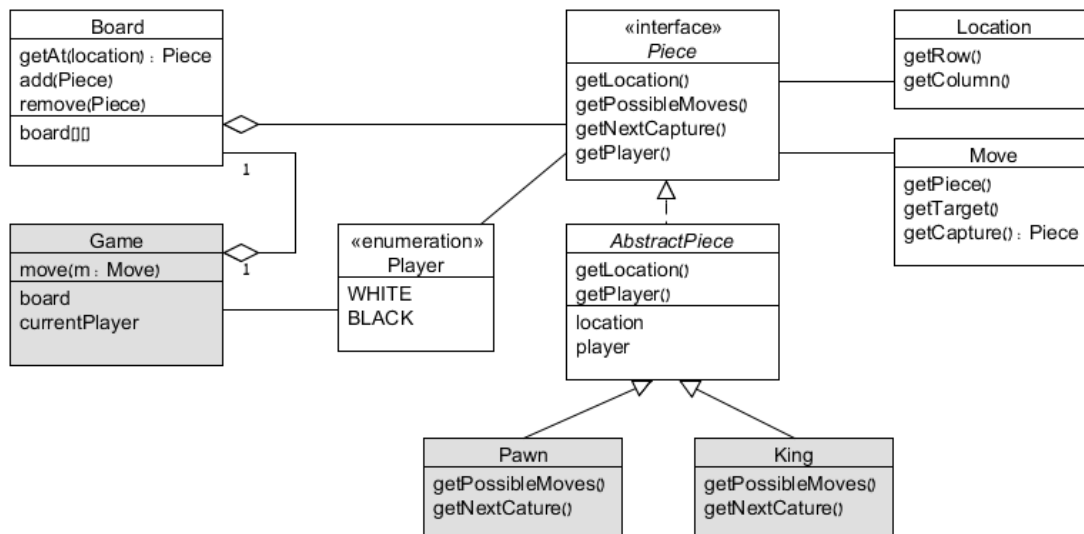 Board
getAt(location) : Piece
add(Piece)
remove(Piece)
board[][]
1
Game
move(m : Move)
board
currentPlayer
1
«enumeration»
Player
WHITE
BLACK
«interface»
Piece
getLocation()
getPossibleMoves()
getNextCapture()
getPlayer()
AbstractPiece
getLocation()
getPlayer()
location
player
Location
getRow()
getColumn()
Move
getPiece()
getTarget()
getCapture() : Piece
Pawn
getPossibleMoves()
getNextCature()
King
getPossibleMoves()
getNextCature()